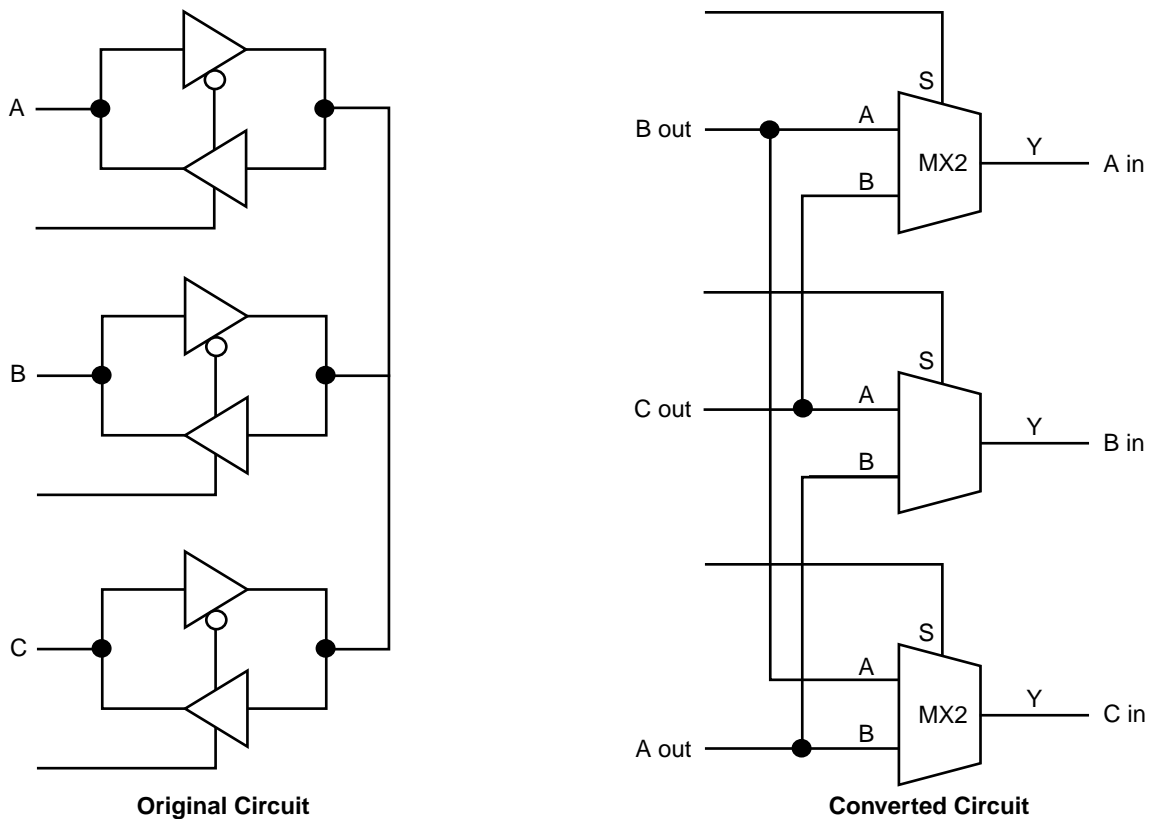 A
B
C
Original Circuit
S
B out
A
MX2
Y
A in
B
S
C out
A
Y
B in
B
S
A
MX2
Y
C in
A out
B
Converted Circuit